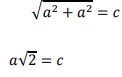 √(a² + a²) = c
a√2 = c